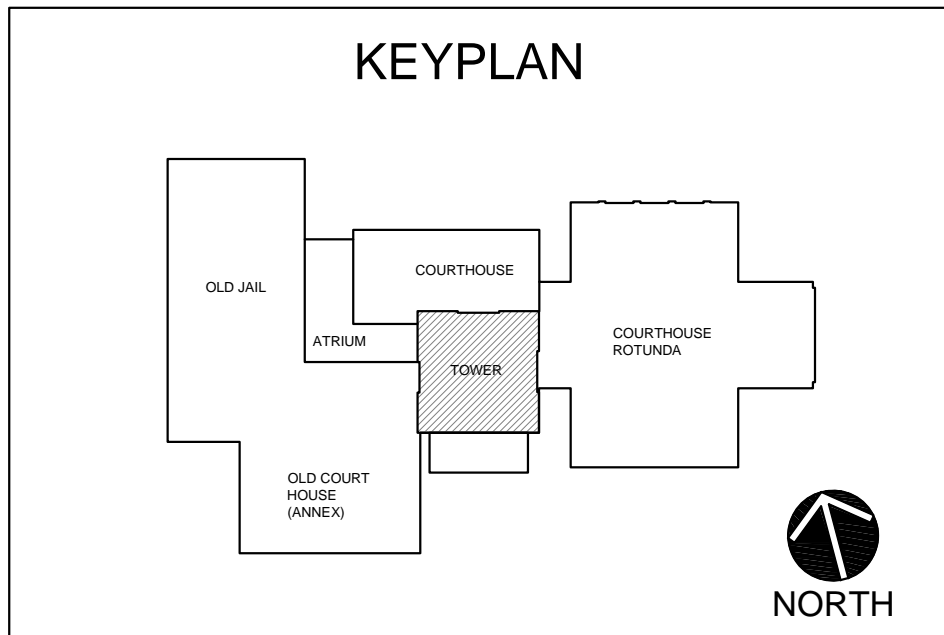 KEYPLAN
OLD JAIL
COURTHOUSE
ATRIUM
TOWER
COURTHOUSE
ROTUNDA
OLD COURT
HOUSE
(ANNEX)
NORTH